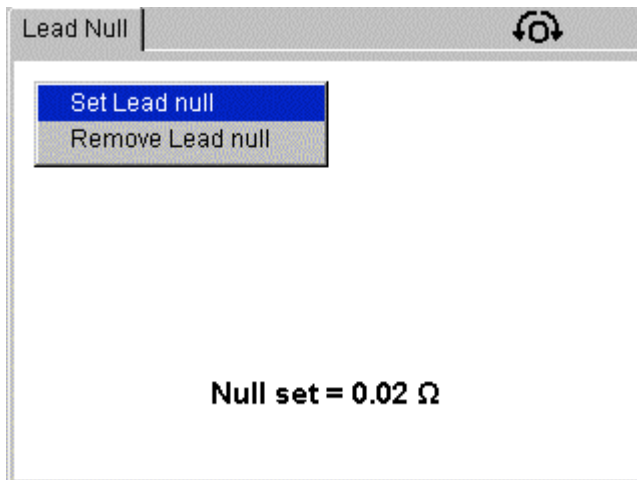 Lead Null
Set Lead null
Remove Lead null
Null set = 0.02 Ω